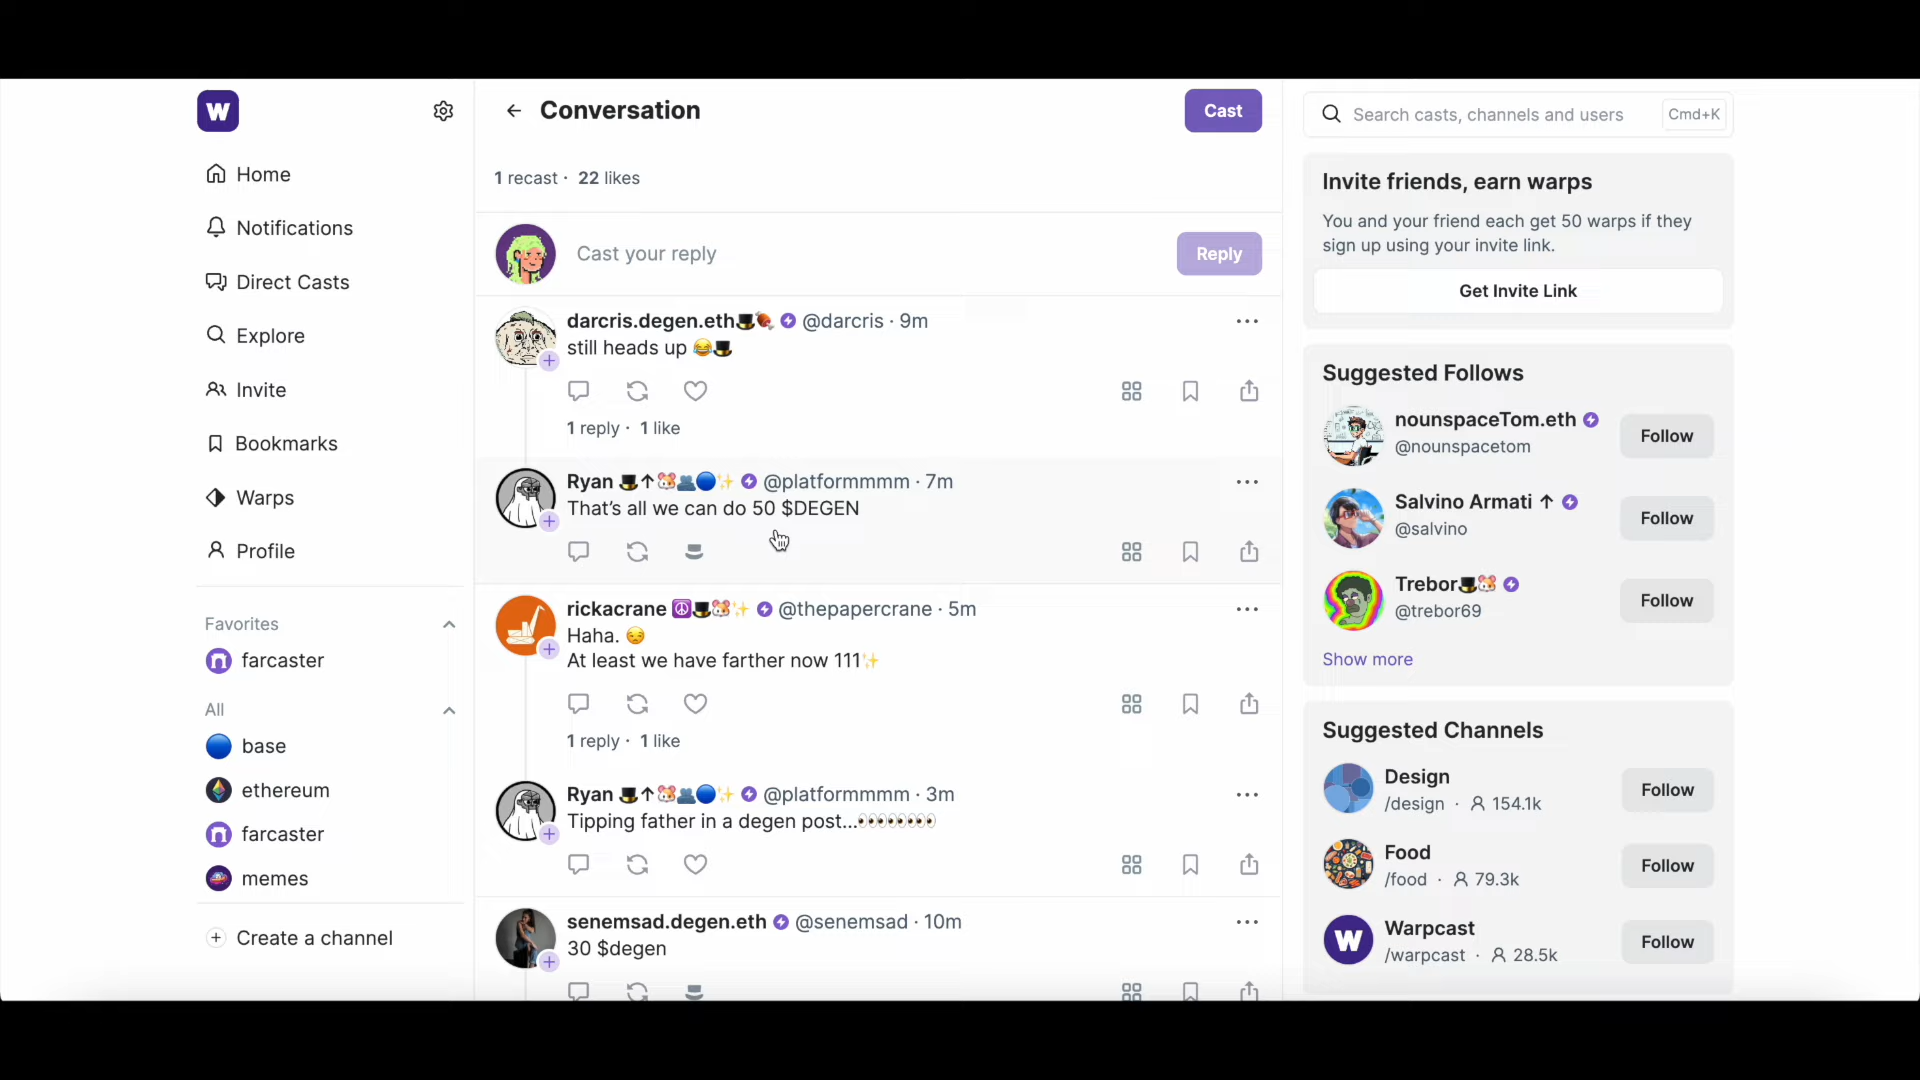 W
Home
Notifications
Direct Casts
Explore
Invite
Bookmarks
Warps
Profile
Favorites
farcaster
All
base
ethereum
farcaster
memes
Create a channel
Conversation
Cast
1 recast · 22 likes
Cast your reply
Reply
darcris.degen.eth🎩🍖 @darcris · 9m
still heads up 😂🎩
1 reply · 1 like
Ryan 🎩↑🐹👥🔵✨ @platformmmm · 7m
That’s all we can do 50 $DEGEN
rickacrane ☮️🎩🐹✨ @thepapercrane · 5m
Haha. 😒
At least we have farther now 111✨
1 reply · 1 like
Ryan 🎩↑🐹👥🔵✨ @platformmmm · 3m
Tipping father in a degen post...👀👀👀👀
senemsad.degen.eth @senemsad · 10m
30 $degen
Search casts, channels and users
Cmd+K
Invite friends, earn warps
You and your friend each get 50 warps if they
sign up using your invite link.
Get Invite Link
Suggested Follows
nounspaceTom.eth
@nounspacetom
Follow
Salvino Armati ↑
@salvino
Follow
Trebor🎩🐹
@trebor69
Follow
Show more
Suggested Channels
Design
/design · 154.1k
Follow
Food
/food · 79.3k
Follow
W
Warpcast
/warpcast · 28.5k
Follow